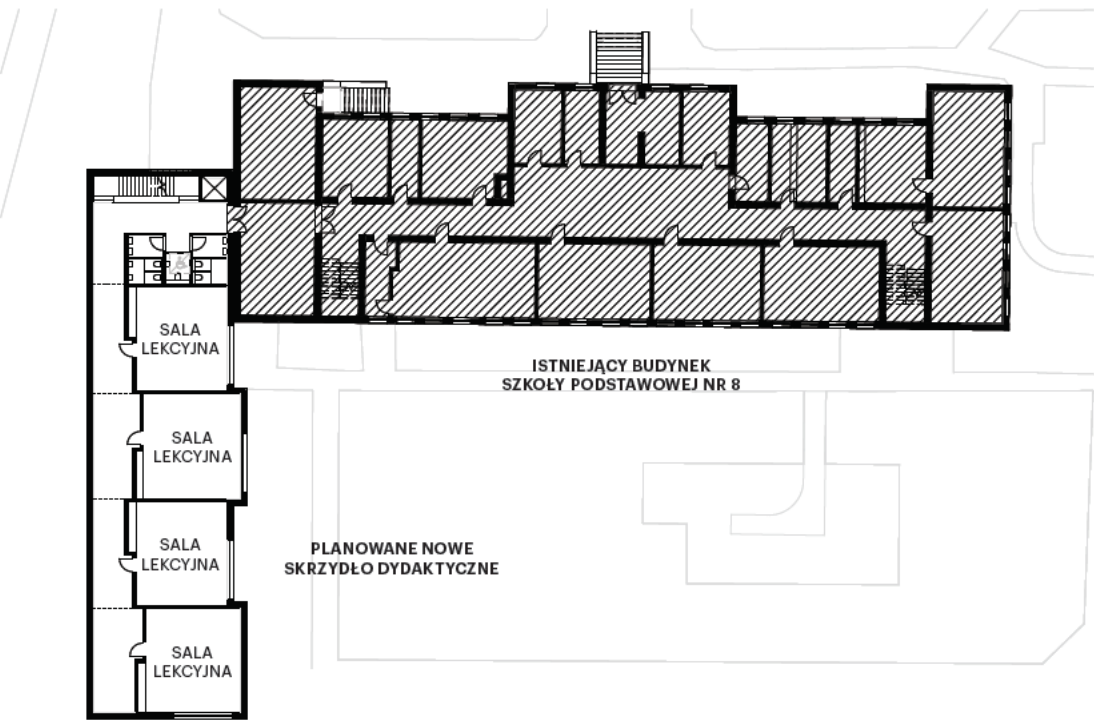 SALA
LEKCYJNA
ISTNIEJĄCY BUDYNEK
SZKOŁY PODSTAWOWEJ NR 8
SALA
LEKCYJNA
SALA
LEKCYJNA
PLANOWANE NOWE
SKRZYDŁO DYDAKTYCZNE
SALA
LEKCYJNA